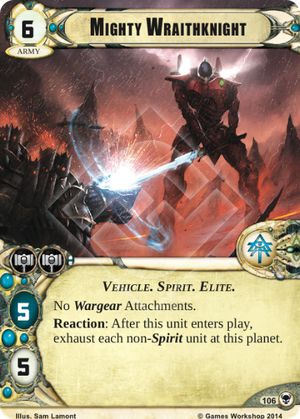 6
ARMY
MIGHTY WRAITHKNIGHT
VEHICLE. SPIRIT. ELITE.
No Wargear Attachments.
Reaction: After this unit enters play,
exhaust each non-Spirit unit at this planet.
5
5
106
Illus. Sam Lamont
© Games Workshop 2014